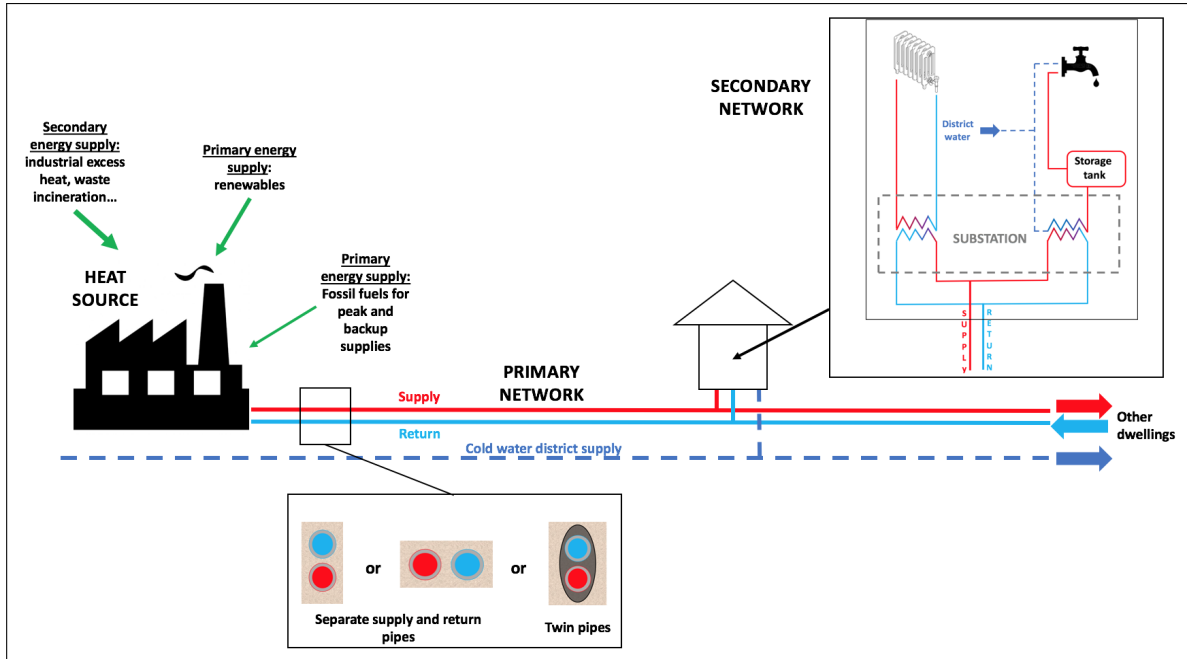 Secondary
energy supply:
industrial excess
heat, waste
incineration...
Primary energy
supply:
renewables
HEAT
SOURCE
Primary
energy supply:
Fossil fuels for
peak and
backup
supplies
PRIMARY
NETWORK
Supply
Return
Cold water district supply
Other
dwellings
SECONDARY
NETWORK
District
water
Storage
tank
SUBSTATION
SUPPLY
RETURN
or
or
Separate supply and return
pipes
Twin pipes